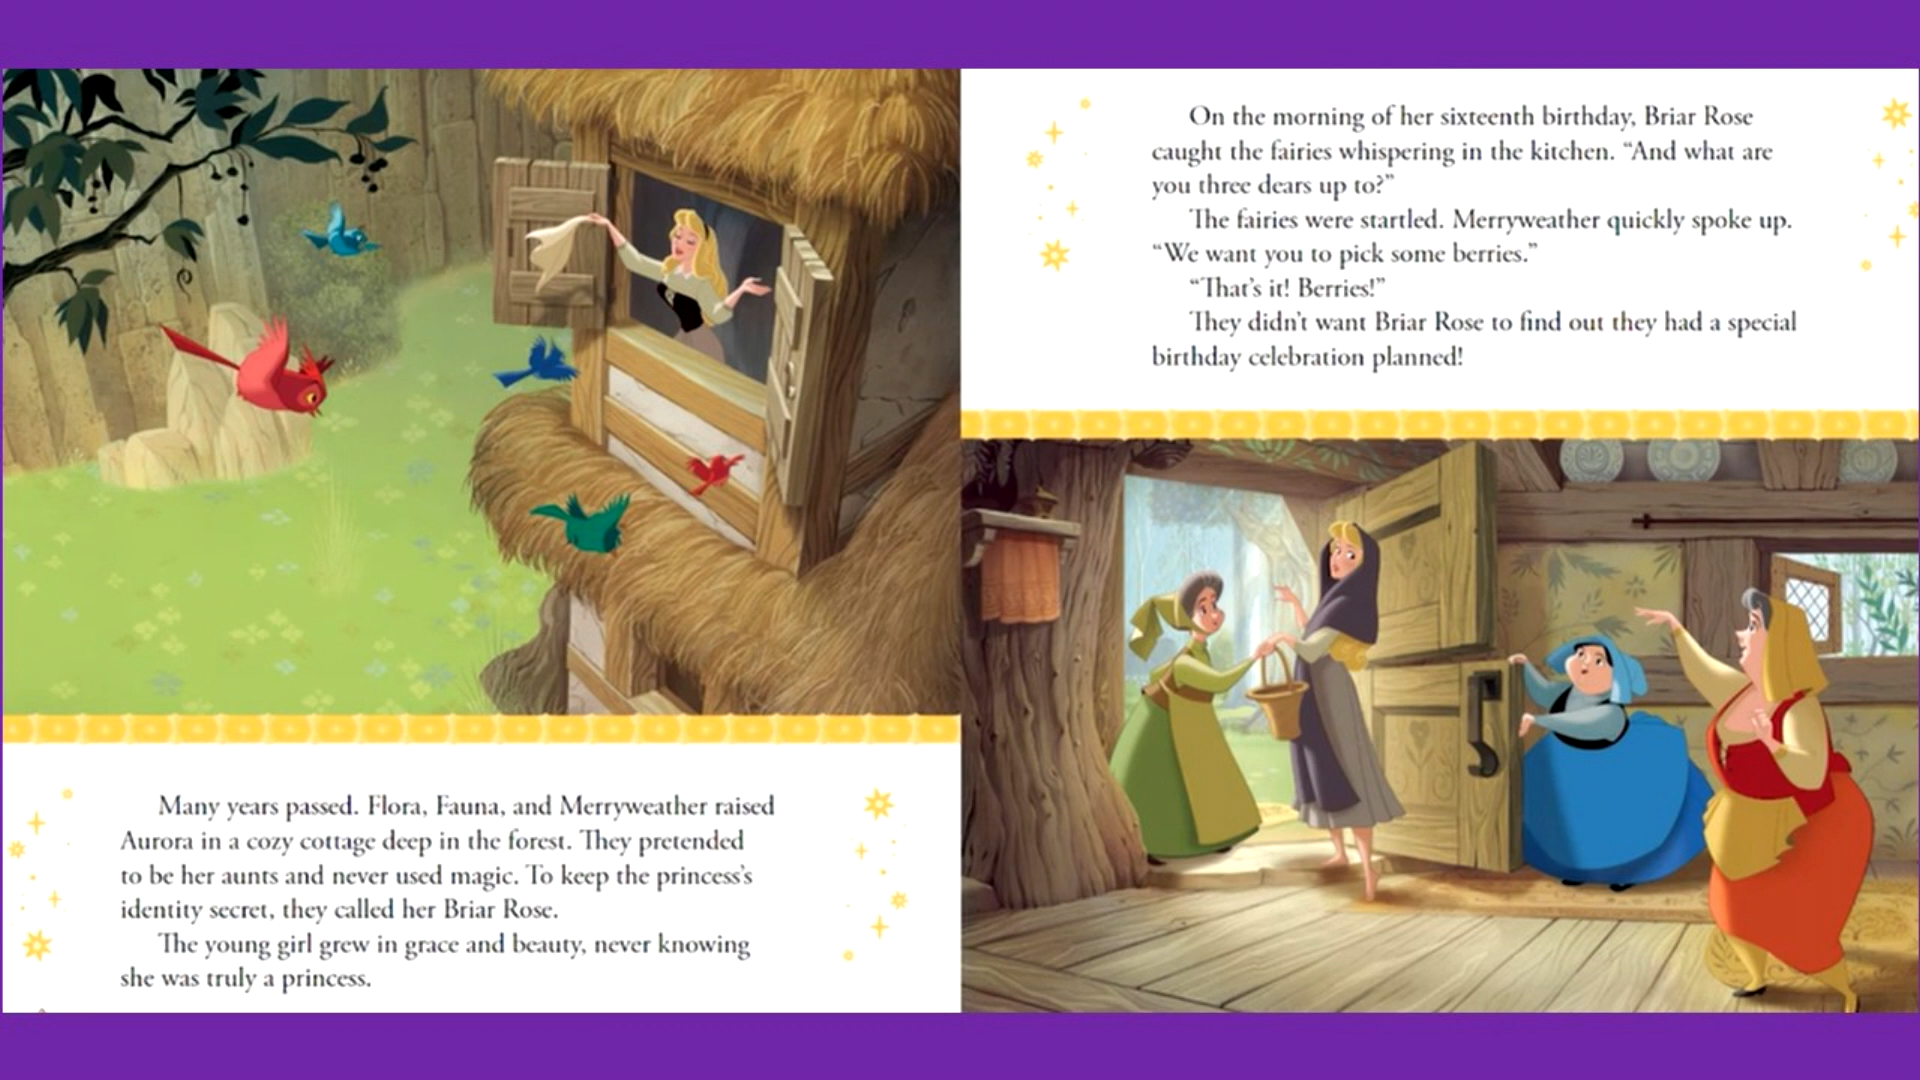 Many years passed. Flora, Fauna, and Merryweather raised
Aurora in a cozy cottage deep in the forest. They pretended
to be her aunts and never used magic. To keep the princess's
identity secret, they called her Briar Rose.
The young girl grew in grace and beauty, never knowing
she was truly a princess.
On the morning of her sixteenth birthday, Briar Rose
caught the fairies whispering in the kitchen. “And what are
you three dears up to?”
The fairies were startled. Merryweather quickly spoke up.
“We want you to pick some berries.”
“That's it! Berries!”
They didn't want Briar Rose to find out they had a special
birthday celebration planned!